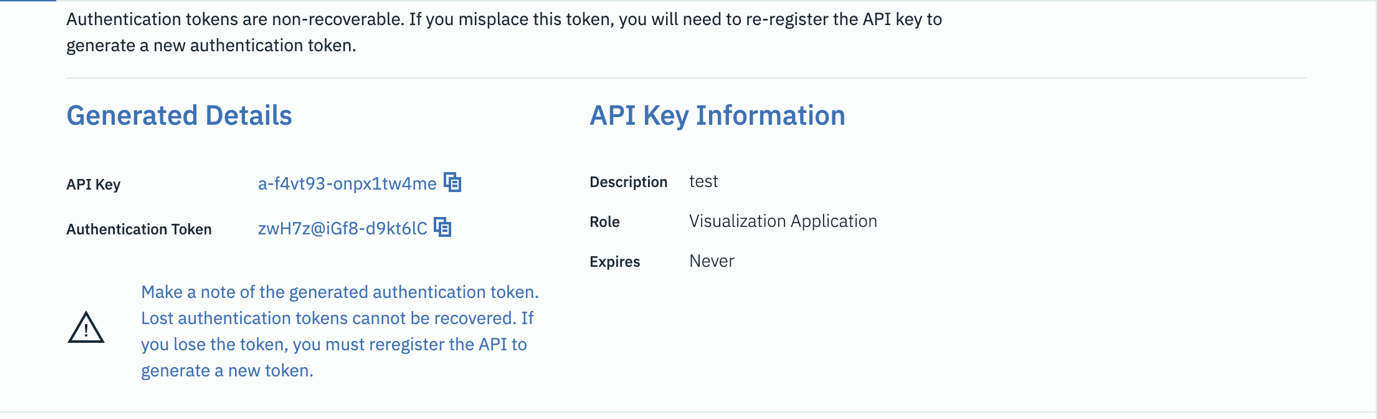 Authentication tokens are non-recoverable. If you misplace this token, you will need to re-register the API key to
generate a new authentication token.
Generated Details
API Key a-f4vt93-onpx1tw4me
Authentication Token zwH7z@iGf8-d9kt6lC
Make a note of the generated authentication token.
Lost authentication tokens cannot be recovered. If
you lose the token, you must reregister the API to
generate a new token.
API Key Information
Description test
Role Visualization Application
Expires Never